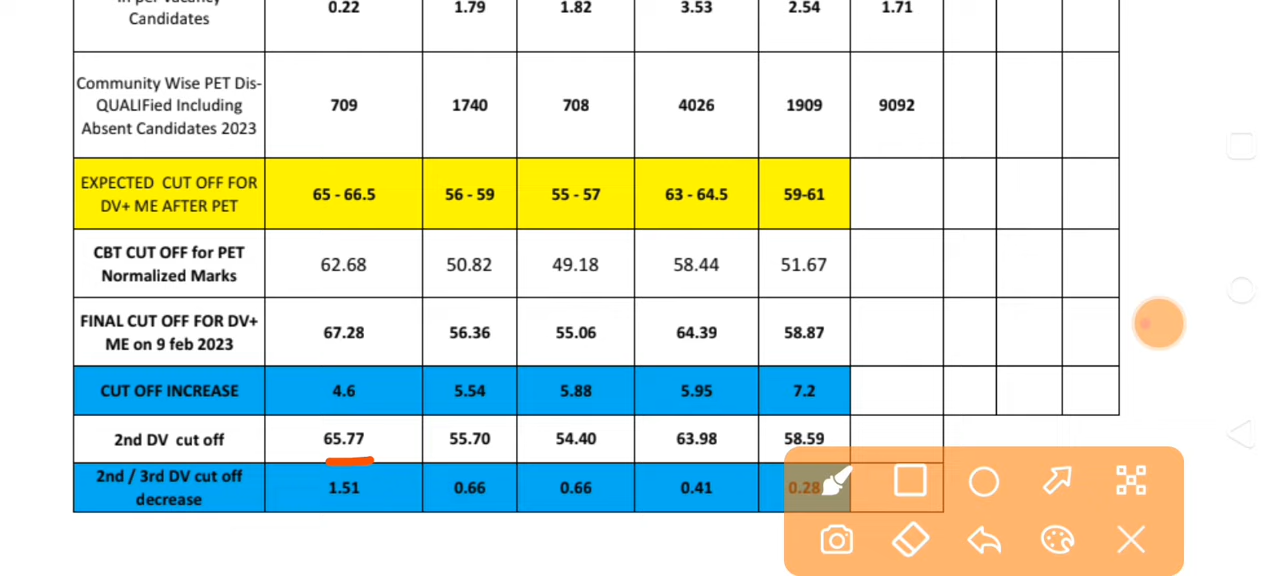 Candidates 0.22 1.79 1.82 3.53 2.54 1.71
Community Wise PET Dis-
QUALIFied Including 709 1740 708 4026 1909 9092
Absent Candidates 2023
EXPECTED CUT OFF FOR
DV+ ME AFTER PET 65 - 66.5 56 - 59 55 - 57 63 - 64.5 59-61
CBT CUT OFF for PET
Normalized Marks 62.68 50.82 49.18 58.44 51.67
FINAL CUT OFF FOR DV+
ME on 9 feb 2023 67.28 56.36 55.06 64.39 58.87
CUT OFF INCREASE 4.6 5.54 5.88 5.95 7.2
2nd DV cut off 65.77 55.70 54.40 63.98 58.59
2nd / 3rd DV cut off
decrease 1.51 0.66 0.66 0.41 0.28